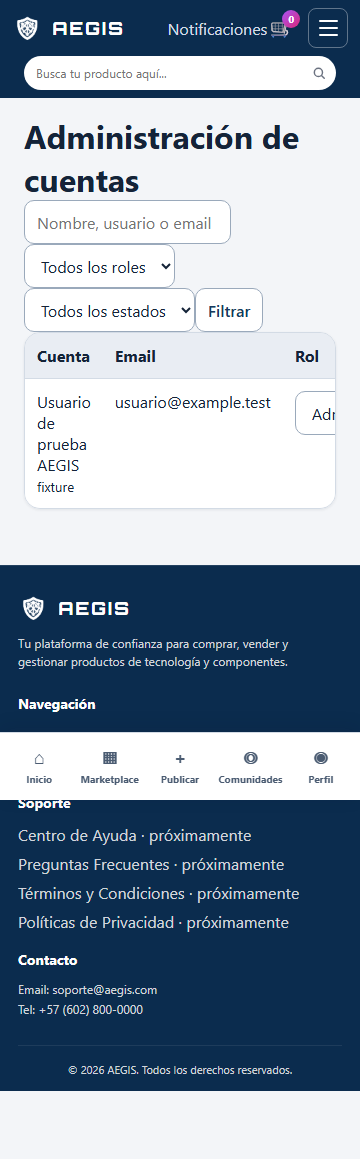 AEGIS
Notificaciones
0
Busca tu producto aquí...
Administración de
cuentas
Nombre, usuario o email
Todos los roles
Todos los estados
Filtrar
Cuenta Email Rol
Usuario
de
prueba
AEGIS
fixture
usuario@example.test
AEGIS
Tu plataforma de confianza para comprar, vender y
gestionar productos de tecnología y componentes.
Navegación
Inicio Marketplace Publicar Comunidades Perfil
Soporte
Centro de Ayuda · próximamente
Preguntas Frecuentes · próximamente
Términos y Condiciones · próximamente
Políticas de Privacidad · próximamente
Contacto
Email: soporte@aegis.com
Tel: +57 (602) 800-0000
© 2026 AEGIS. Todos los derechos reservados.